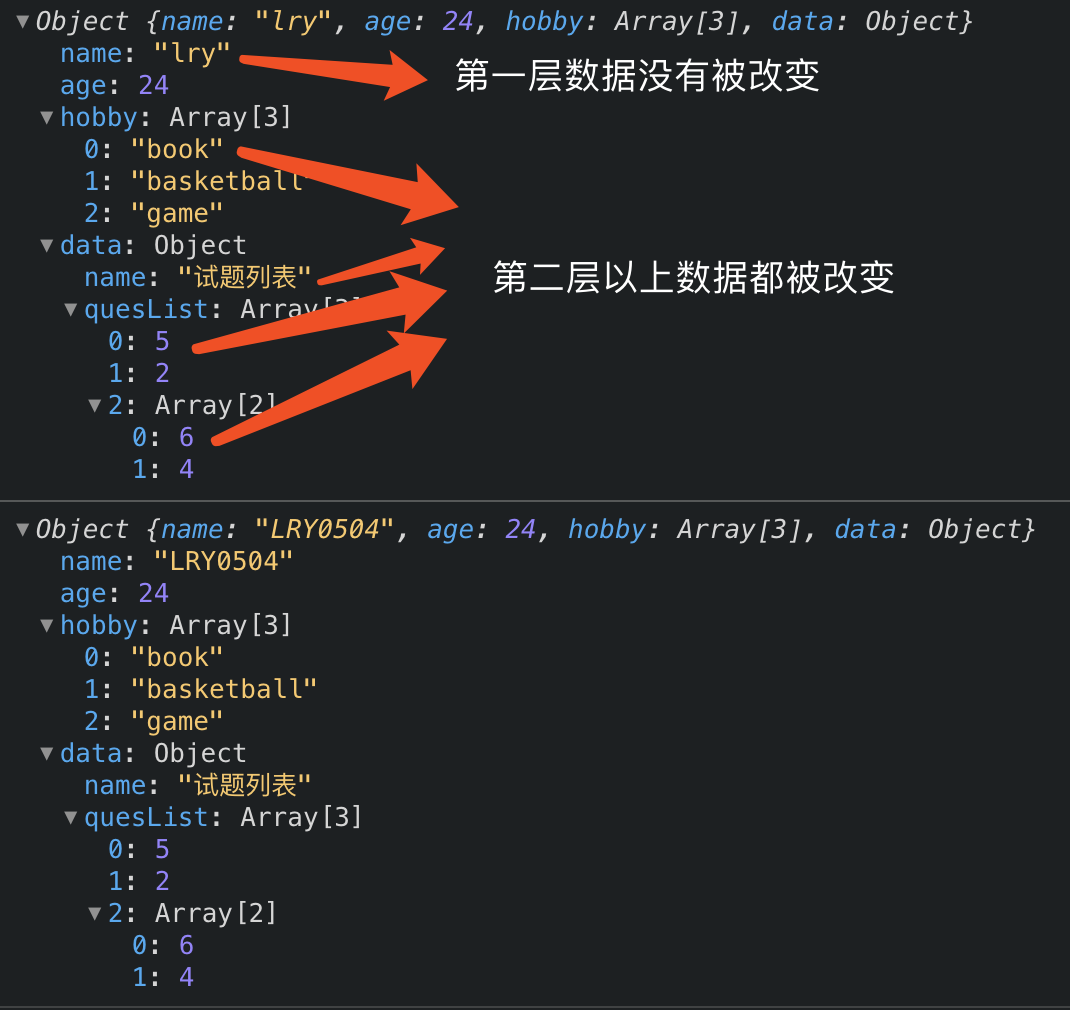 ▼Object {name: "lry", age: 24, hobby: Array[3], data: Object}
name: "lry"
第一层数据没有被改变
age: 24
▼hobby: Array[3]
0: "book"
1: "basketball"
2: "game"
▼data: Object
name: "试题列表"
第二层以上数据都被改变
▼quesList: Array[3]
0: 5
1: 2
▼2: Array[2]
0: 6
1: 4
▼Object {name: "LRY0504", age: 24, hobby: Array[3], data: Object}
name: "LRY0504"
age: 24
▼hobby: Array[3]
0: "book"
1: "basketball"
2: "game"
▼data: Object
name: "试题列表"
▼quesList: Array[3]
0: 5
1: 2
▼2: Array[2]
0: 6
1: 4